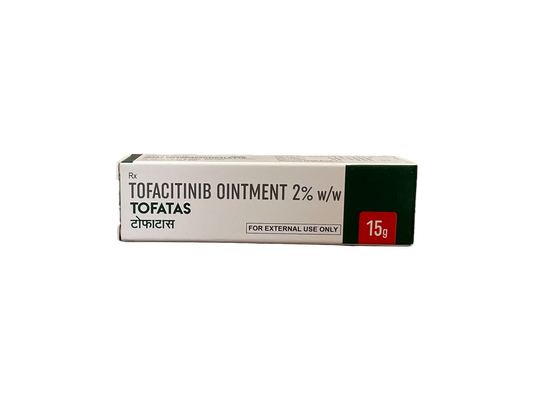 Rx
TOFACITINIB OINTMENT 2% w/w
TOFATAS
टोफाटास
FOR EXTERNAL USE ONLY
15g